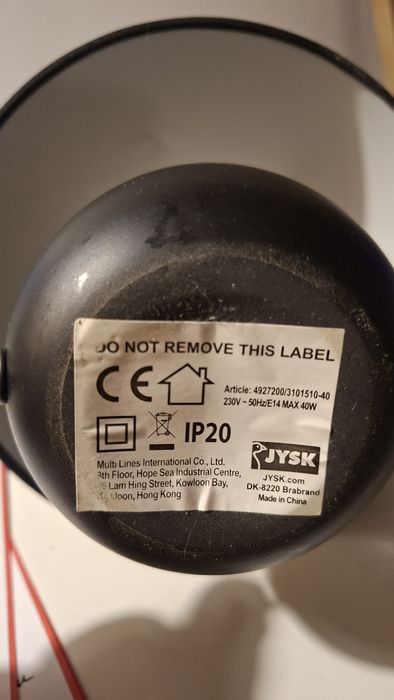 DO NOT REMOVE THIS LABEL
CE
Article: 4927200/3101510-40
230V ~ 50Hz/E14 MAX 40W
IP20
Multi Lines International Co., Ltd.
8th Floor, Hope Sea Industrial Centre,
Lam Hing Street, Kowloon Bay,
Hong Kong
JYSK
JYSK.com
DK-8220 Brabrand
Made in China